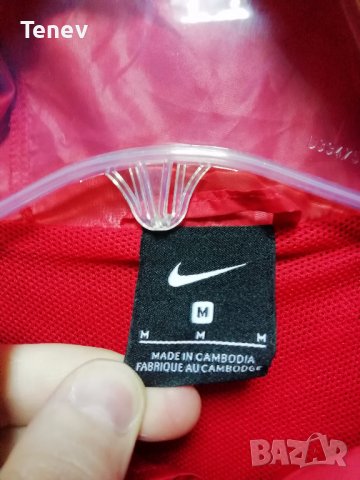 Tenev
M
M M M
MADE IN CAMBODIA
FABRIQUE AU CAMBODGE
BAZAR